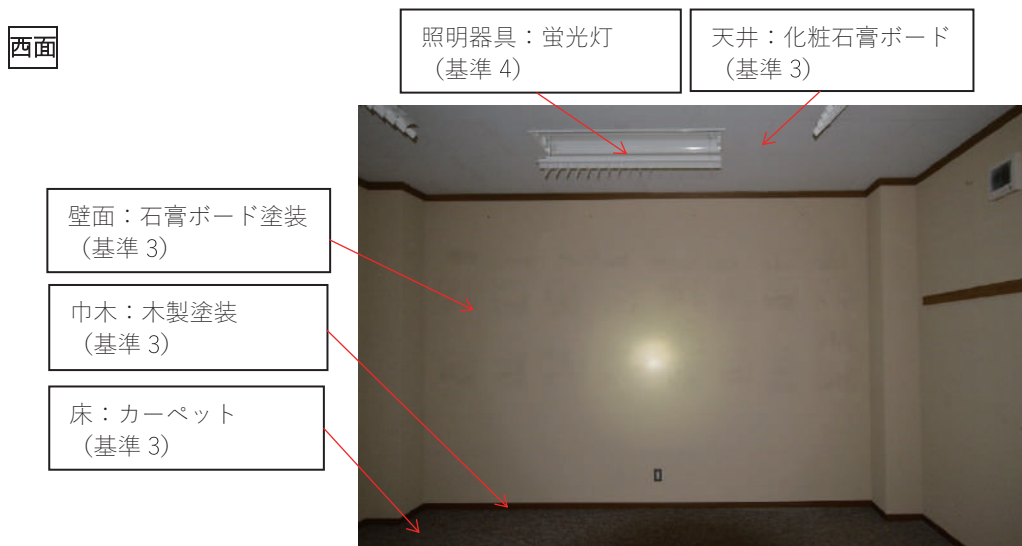 西面
照明器具：蛍光灯
（基準 4）
天井：化粧石膏ボード
（基準 3）
壁面：石膏ボード塗装
（基準 3）
巾木：木製塗装
（基準 3）
床：カーペット
（基準 3）